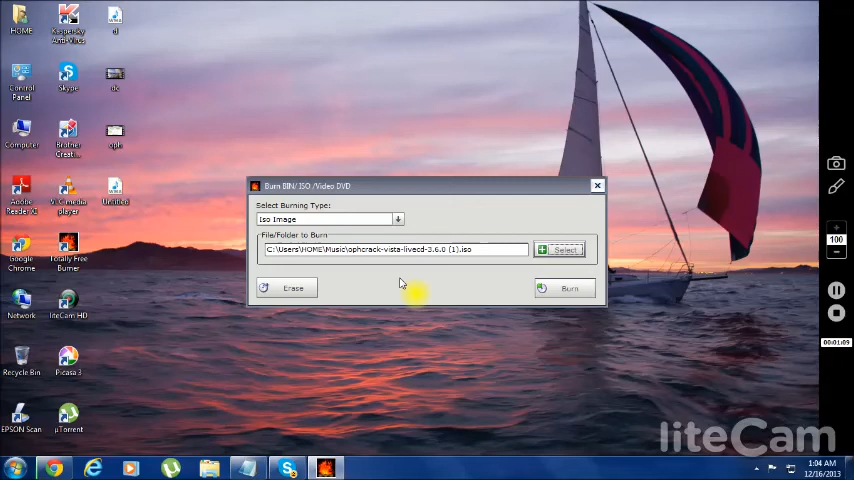 HOME
Kaspersky
Anti-Virus
d
Control
Panel
Skype
dc
Computer
Brother
Creati...
oph
Adobe
Reader XI
VLC media
player
Untitled
Google
Chrome
Totally Free
Burner
Network
liteCam HD
Recycle Bin
Picasa 3
EPSON Scan
µTorrent
Burn BIN/ ISO /Video DVD
Select Burning Type:
Iso Image
File/Folder to Burn
C:\Users\HOME\Music\ophcrack-vista-livecd-3.6.0 (1).iso
Select
Erase
Burn
100
00:01:09
liteCam
1:04 AM
12/16/2013